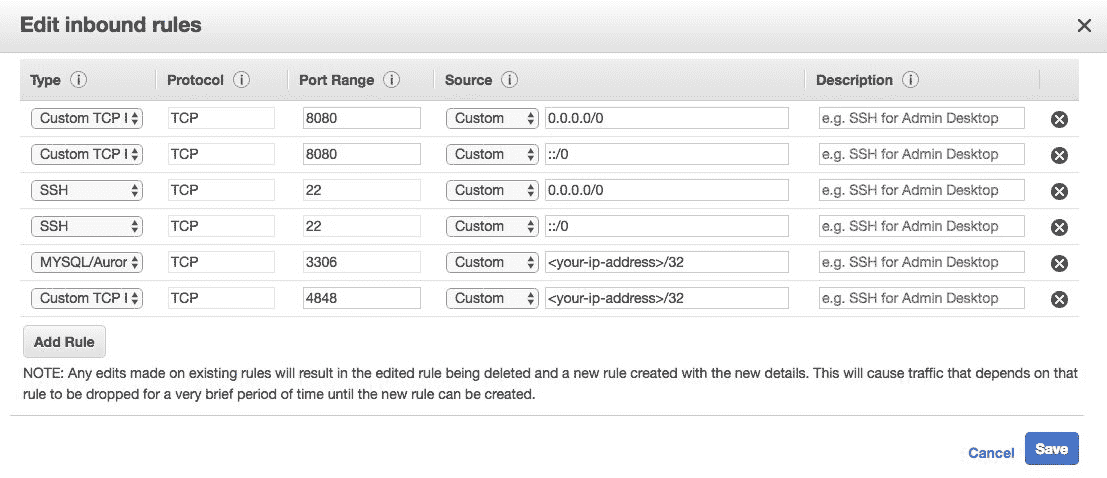 Edit inbound rules
Type Protocol Port Range Source Description
Custom TCP TCP 8080 Custom 0.0.0.0/0 e.g. SSH for Admin Desktop
Custom TCP TCP 8080 Custom ::/0 e.g. SSH for Admin Desktop
SSH TCP 22 Custom 0.0.0.0/0 e.g. SSH for Admin Desktop
SSH TCP 22 Custom ::/0 e.g. SSH for Admin Desktop
MYSQL/Auror TCP 3306 Custom <your-ip-address>/32 e.g. SSH for Admin Desktop
Custom TCP TCP 4848 Custom <your-ip-address>/32 e.g. SSH for Admin Desktop
Add Rule
NOTE: Any edits made on existing rules will result in the edited rule being deleted and a new rule created with the new details. This will cause traffic that depends on that
rule to be dropped for a very brief period of time until the new rule can be created.
Cancel Save